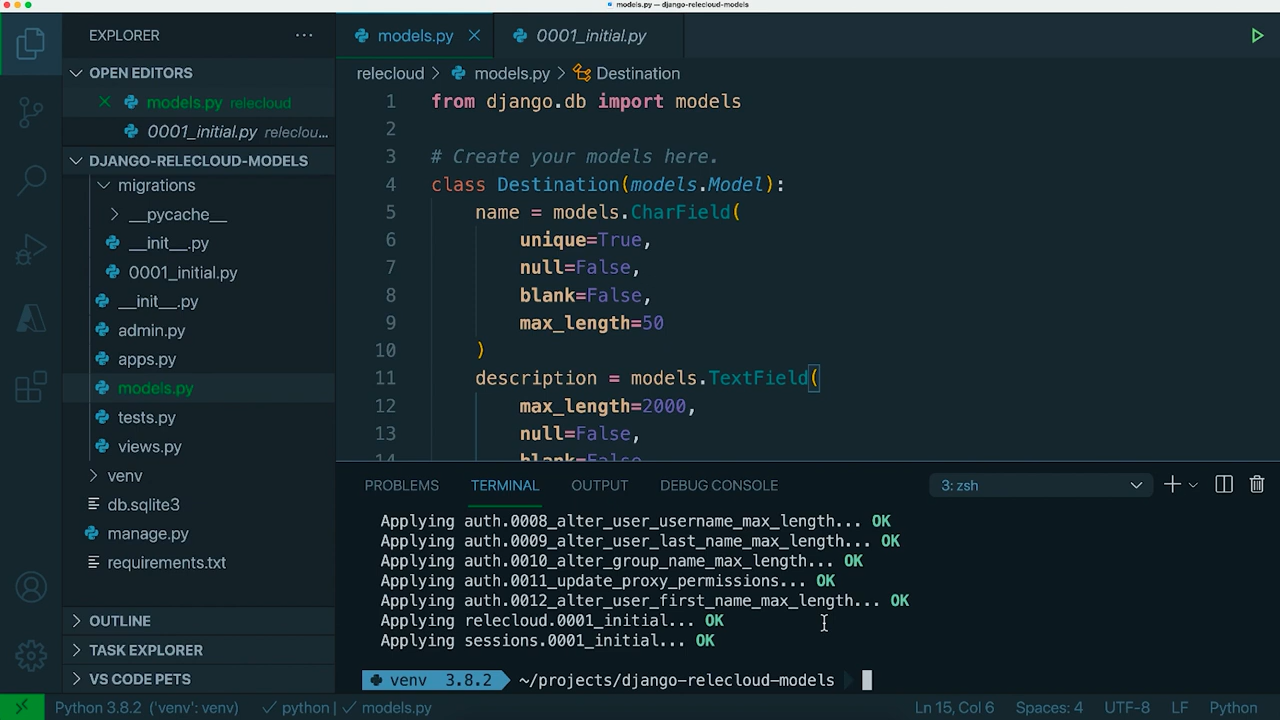 models.py — django-relecloud-models
EXPLORER
OPEN EDITORS
models.py relecloud
0001_initial.py releclou...
DJANGO-RELECLOUD-MODELS
migrations
__pycache__
__init__.py
0001_initial.py
__init__.py
admin.py
apps.py
models.py
tests.py
views.py
venv
db.sqlite3
manage.py
requirements.txt
OUTLINE
TASK EXPLORER
VS CODE PETS
models.py 0001_initial.py
relecloud > models.py > Destination
1 from django.db import models
2
3 # Create your models here.
4 class Destination(models.Model):
5 name = models.CharField(
6 unique=True,
7 null=False,
8 blank=False,
9 max_length=50
10 )
11 description = models.TextField(
12 max_length=2000,
13 null=False,
14 blank=False
PROBLEMS TERMINAL OUTPUT DEBUG CONSOLE 3: zsh
Applying auth.0008_alter_user_username_max_length... OK
Applying auth.0009_alter_user_last_name_max_length... OK
Applying auth.0010_alter_group_name_max_length... OK
Applying auth.0011_update_proxy_permissions... OK
Applying auth.0012_alter_user_first_name_max_length... OK
Applying relecloud.0001_initial... OK
Applying sessions.0001_initial... OK
venv 3.8.2 ~/projects/django-relecloud-models
Python 3.8.2 ('venv': venv) python | models.py Ln 15, Col 6 Spaces: 4 UTF-8 LF Python